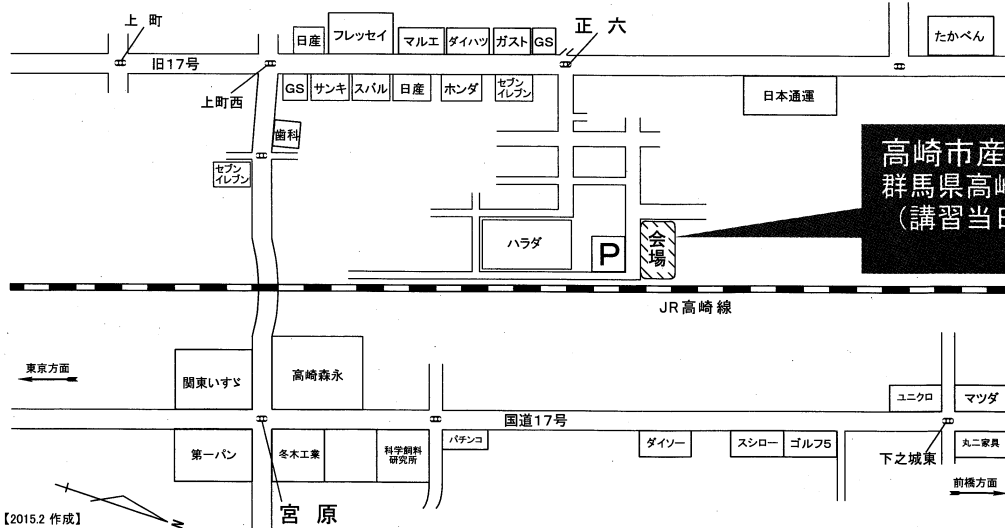 上町
正六
日産
フレッセイ
マルエ
ダイハツ
ガスト
GS
たかべん
旧17号
上町西
GS
サンキ
スバル
日産
ホンダ
セブン
イレブン
日本通運
歯科
セブン
イレブン
高崎市産
群馬県高崎
（講習当日
ハラダ
P
会場
JR高崎線
東京方面
関東いすゞ
高崎森永
ユニクロ
マツダ
国道17号
第一パン
冬木工業
科学飼料
研究所
パチンコ
ダイソー
スシロー
ゴルフ5
下之城東
丸二家具
前橋方面
宮原
N
【2015.2 作成】